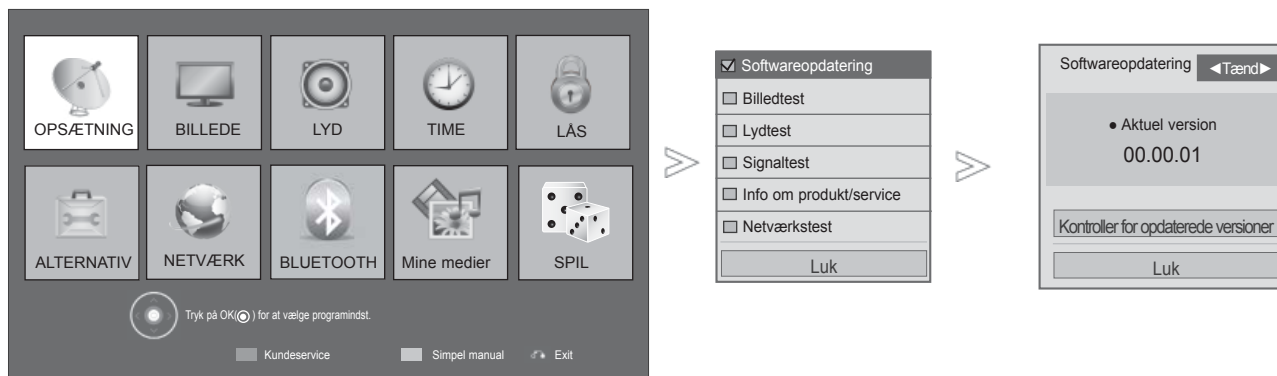 OPSÆTNING
BILLEDE
LYD
TIME
LÅS
ALTERNATIV
NETVÆRK
BLUETOOTH
Mine medier
SPIL
Tryk på OK( ) for at vælge programindst.
Kundeservice
Simpel manual
Exit
Softwareopdatering
Billedtest
Lydtest
Signaltest
Info om produkt/service
Netværkstest
Luk
Softwareopdatering ◄Tænd►
• Aktuel version
00.00.01
Kontroller for opdaterede versioner
Luk